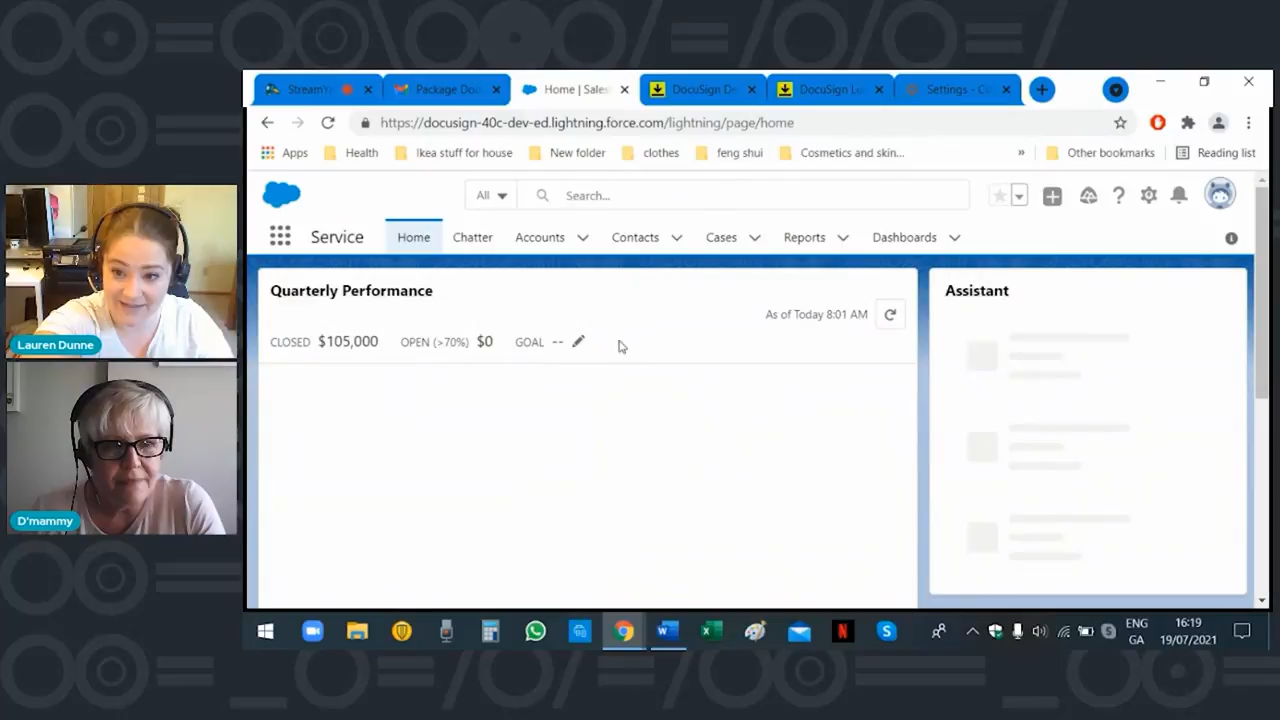 StreamYa
Package Doc
Home | Sales
DocuSign De
DocuSign Lo
Settings - C
https://docusign-40c-dev-ed.lightning.force.com/lightning/page/home
Apps
Health
Ikea stuff for house
New folder
clothes
feng shui
Cosmetics and skin...
»
Other bookmarks
Reading list
All
Search...
Service
Home
Chatter
Accounts
Contacts
Cases
Reports
Dashboards
Quarterly Performance
As of Today 8:01 AM
CLOSED $105,000 OPEN (>70%) $0 GOAL --
Assistant
Lauren Dunne
D'mammy
ENG
GA
16:19
19/07/2021